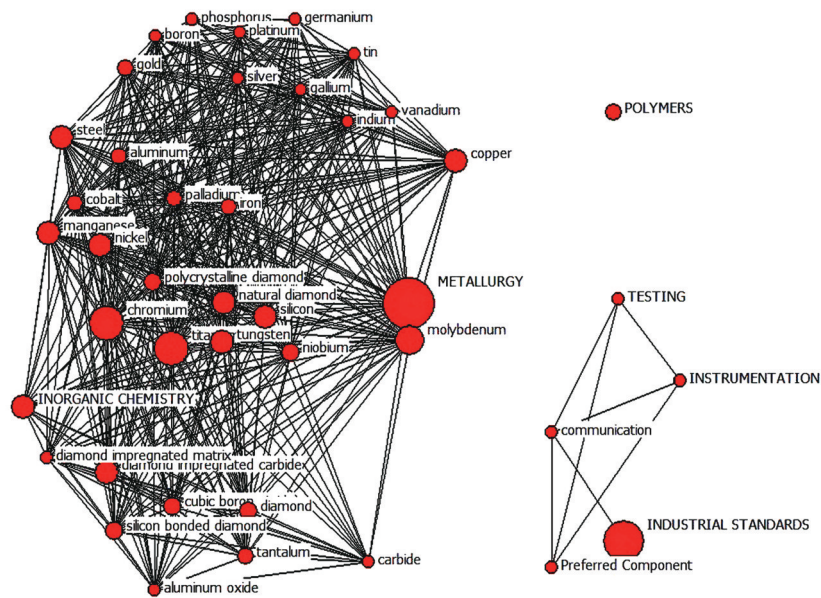 phosphorus
germanium
boron
platinum
tin
gold
silver
gallium
vanadium
indium
POLYMERS
steel
aluminum
copper
cobalt
palladium
iron
manganese
nickel
polycrystalline diamond
METALLURGY
natural diamond
TESTING
chromium
silicon
molybdenum
tita
tungsten
niobium
INSTRUMENTATION
INORGANIC CHEMISTRY
communication
diamond impregnated matrix
diamond impregnated carbide
cubic boron
diamond
INDUSTRIAL STANDARDS
silicon bonded diamond
tantalum
carbide
Preferred Component
aluminum oxide